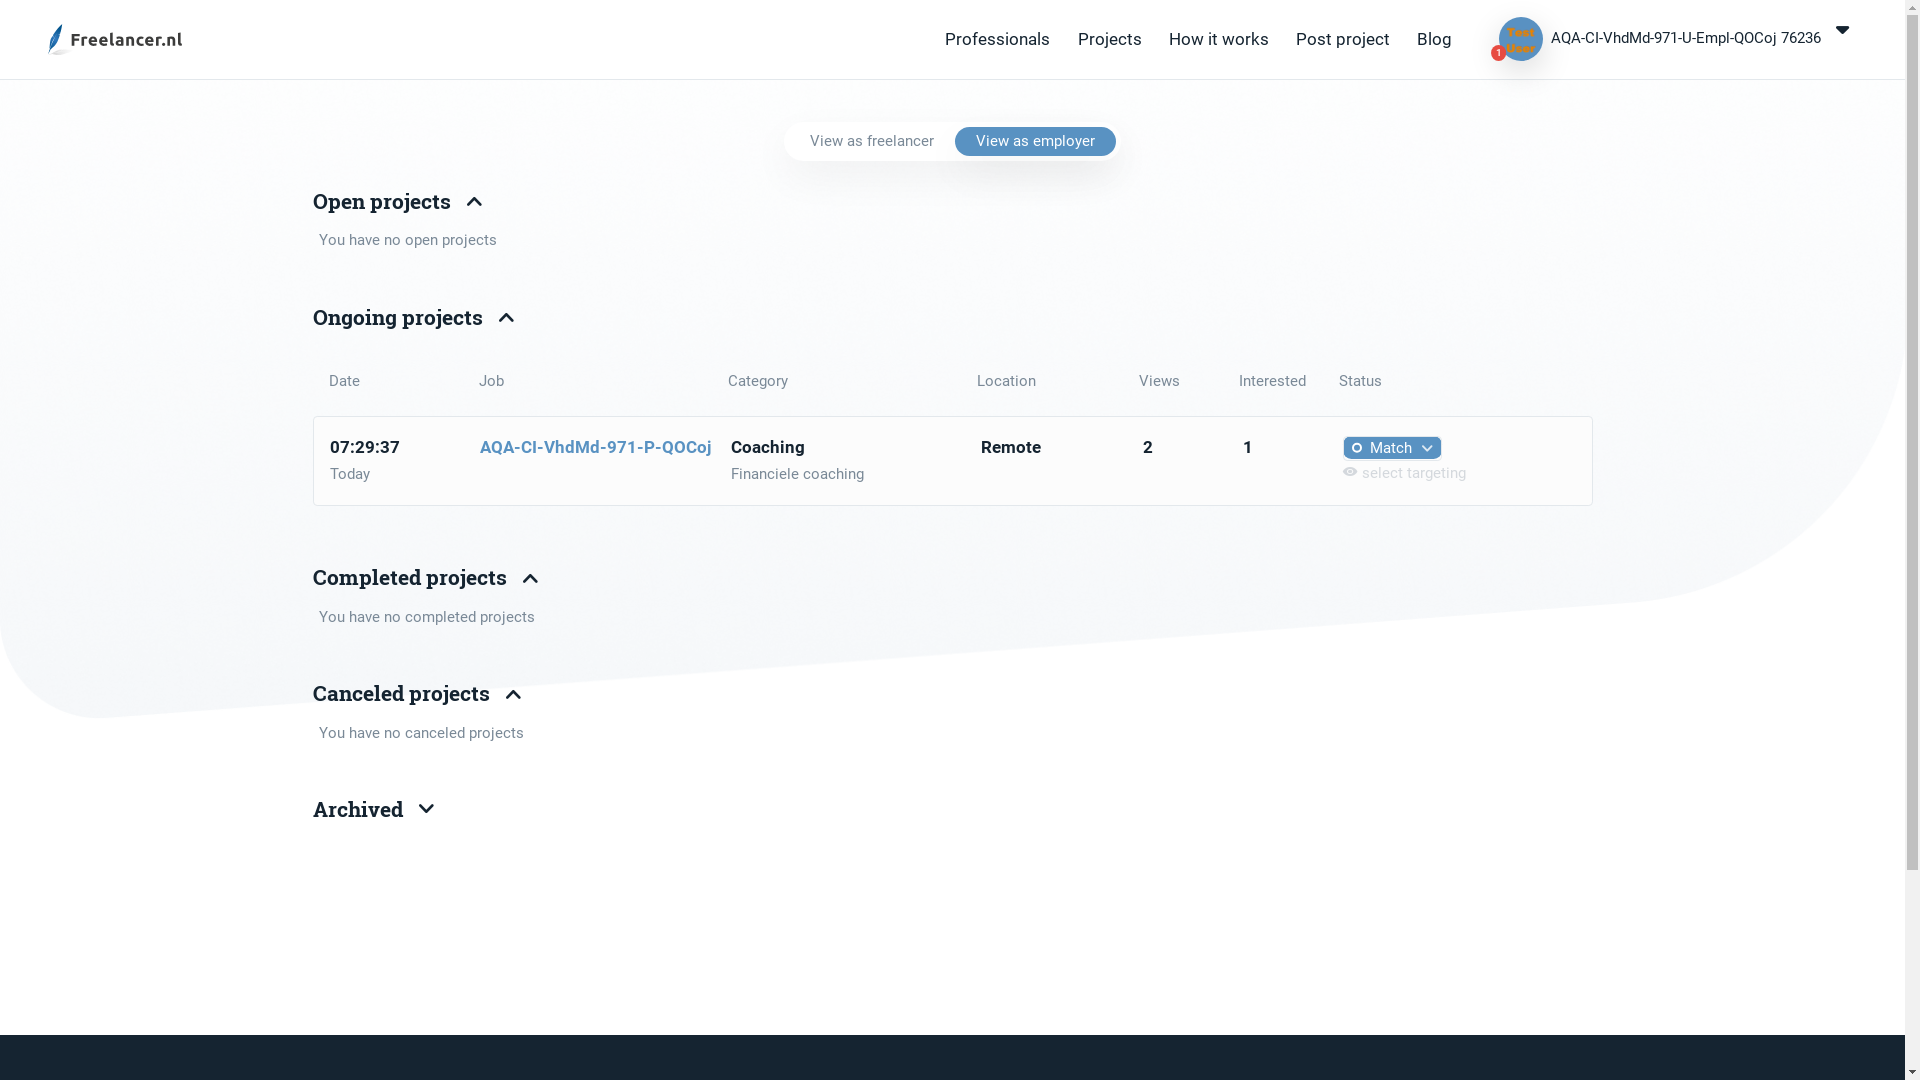 Freelancer.nl
Professionals
Projects
How it works
Post project
Blog
Test
User
1
AQA-CI-VhdMd-971-U-Empl-QOCoj 76236
View as freelancer
View as employer
Open projects
You have no open projects
Ongoing projects
Date Job Category Location Views Interested Status
07:29:37 AQA-CI-VhdMd-971-P-QOCoj Coaching Remote 2 1 Match
Today Financiele coaching select targeting
Completed projects
You have no completed projects
Canceled projects
You have no canceled projects
Archived